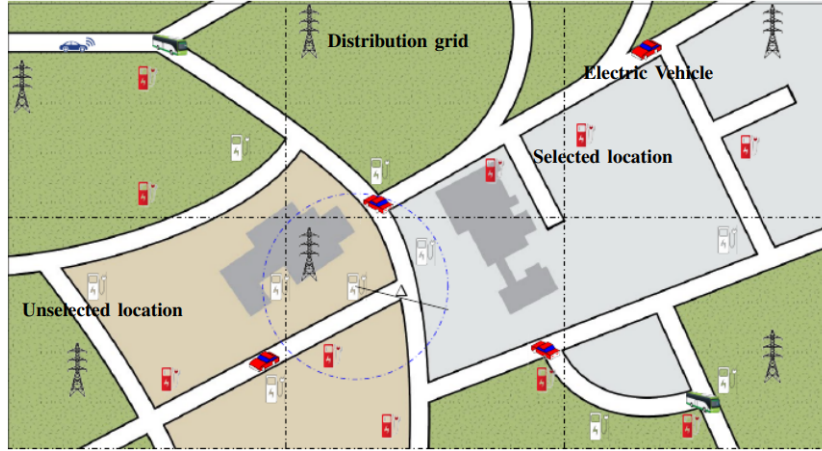 Distribution grid
Electric Vehicle
Selected location
Unselected location
Δ